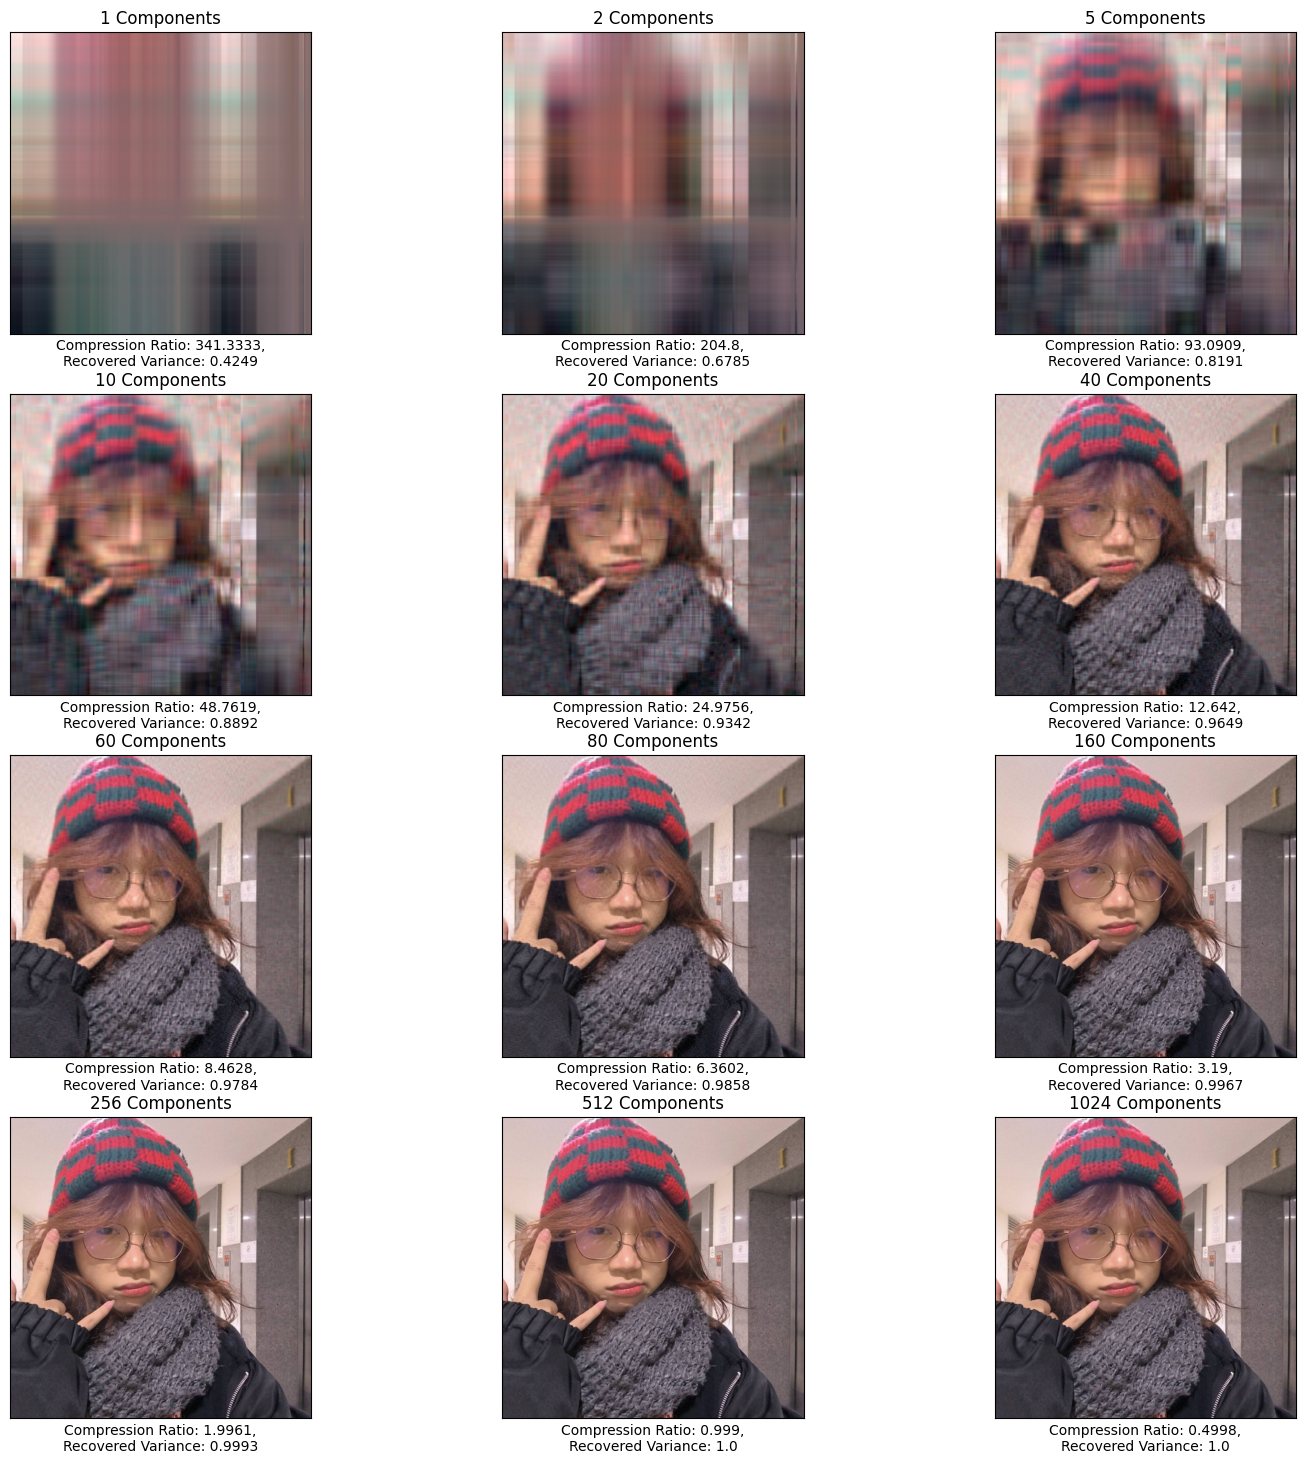 1 Components
2 Components
5 Components
Compression Ratio: 341.3333,
Recovered Variance: 0.4249
Compression Ratio: 204.8,
Recovered Variance: 0.6785
Compression Ratio: 93.0909,
Recovered Variance: 0.8191
10 Components
20 Components
40 Components
Compression Ratio: 48.7619,
Recovered Variance: 0.8892
Compression Ratio: 24.9756,
Recovered Variance: 0.9342
Compression Ratio: 12.642,
Recovered Variance: 0.9649
60 Components
80 Components
160 Components
Compression Ratio: 8.4628,
Recovered Variance: 0.9784
Compression Ratio: 6.3602,
Recovered Variance: 0.9858
Compression Ratio: 3.19,
Recovered Variance: 0.9967
256 Components
512 Components
1024 Components
Compression Ratio: 1.9961,
Recovered Variance: 0.9993
Compression Ratio: 0.999,
Recovered Variance: 1.0
Compression Ratio: 0.4998,
Recovered Variance: 1.0